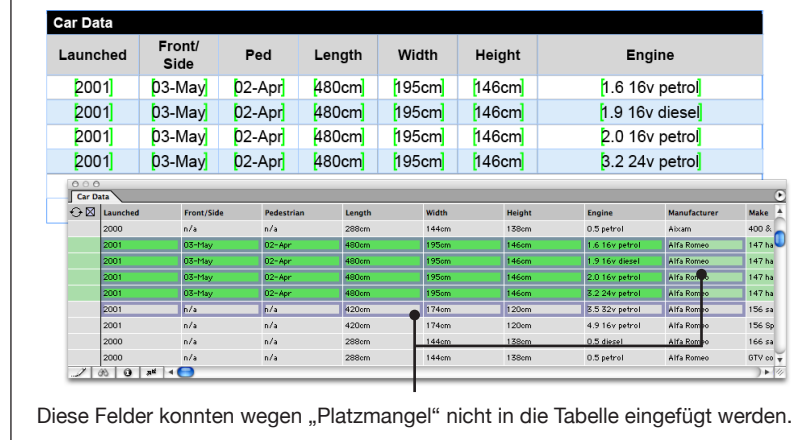 Car Data
Launched Front/ Side Ped Length Width Height Engine
2001 03-May 02-Apr 480cm 195cm 146cm 1.6 16v petrol
2001 03-May 02-Apr 480cm 195cm 146cm 1.9 16v diesel
2001 03-May 02-Apr 480cm 195cm 146cm 2.0 16v petrol
2001 03-May 02-Apr 480cm 195cm 146cm 3.2 24v petrol
Car Data
Launched Front/Side Pedestrian Length Width Height Engine Manufacturer Make
2000 n/a n/a 288cm 144cm 138cm 0.5 petrol Aixam 400 &
2001 03-May 02-Apr 480cm 195cm 146cm 1.6 16v petrol Alfa Romeo 147 ha
2001 03-May 02-Apr 480cm 195cm 146cm 1.9 16v diesel Alfa Romeo 147 ha
2001 03-May 02-Apr 480cm 195cm 146cm 2.0 16v petrol Alfa Romeo 147 ha
2001 03-May 02-Apr 480cm 195cm 146cm 3.2 24v petrol Alfa Romeo 147 ha
2001 n/a n/a 420cm 174cm 120cm 3.5 32v petrol Alfa Romeo 156 sa
2001 n/a n/a 420cm 174cm 120cm 4.9 16v petrol Alfa Romeo 156 Sp
2000 n/a n/a 288cm 144cm 138cm 0.5 diesel Alfa Romeo 166 sa
2000 n/a n/a 288cm 144cm 138cm 0.5 petrol Alfa Romeo GTV co
Diese Felder konnten wegen „Platzmangel“ nicht in die Tabelle eingefügt werden.